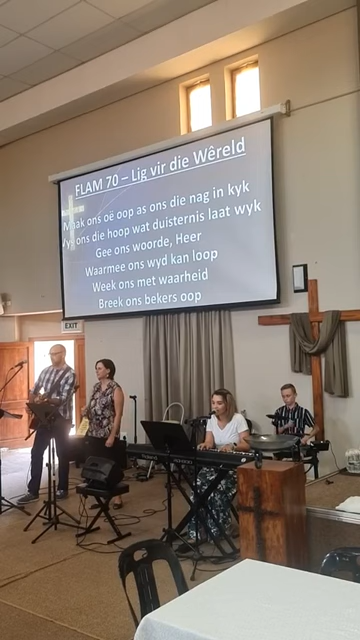 FLAM 70 – Lig vir die Wêreld
Maak ons oë oop as ons die nag in kyk
ons die hoop wat duisternis laat wyk
Gee ons woorde, Heer
Waarmee ons wyd kan loop
Week ons met waarheid
Breek ons bekers oop
EXIT
Roland